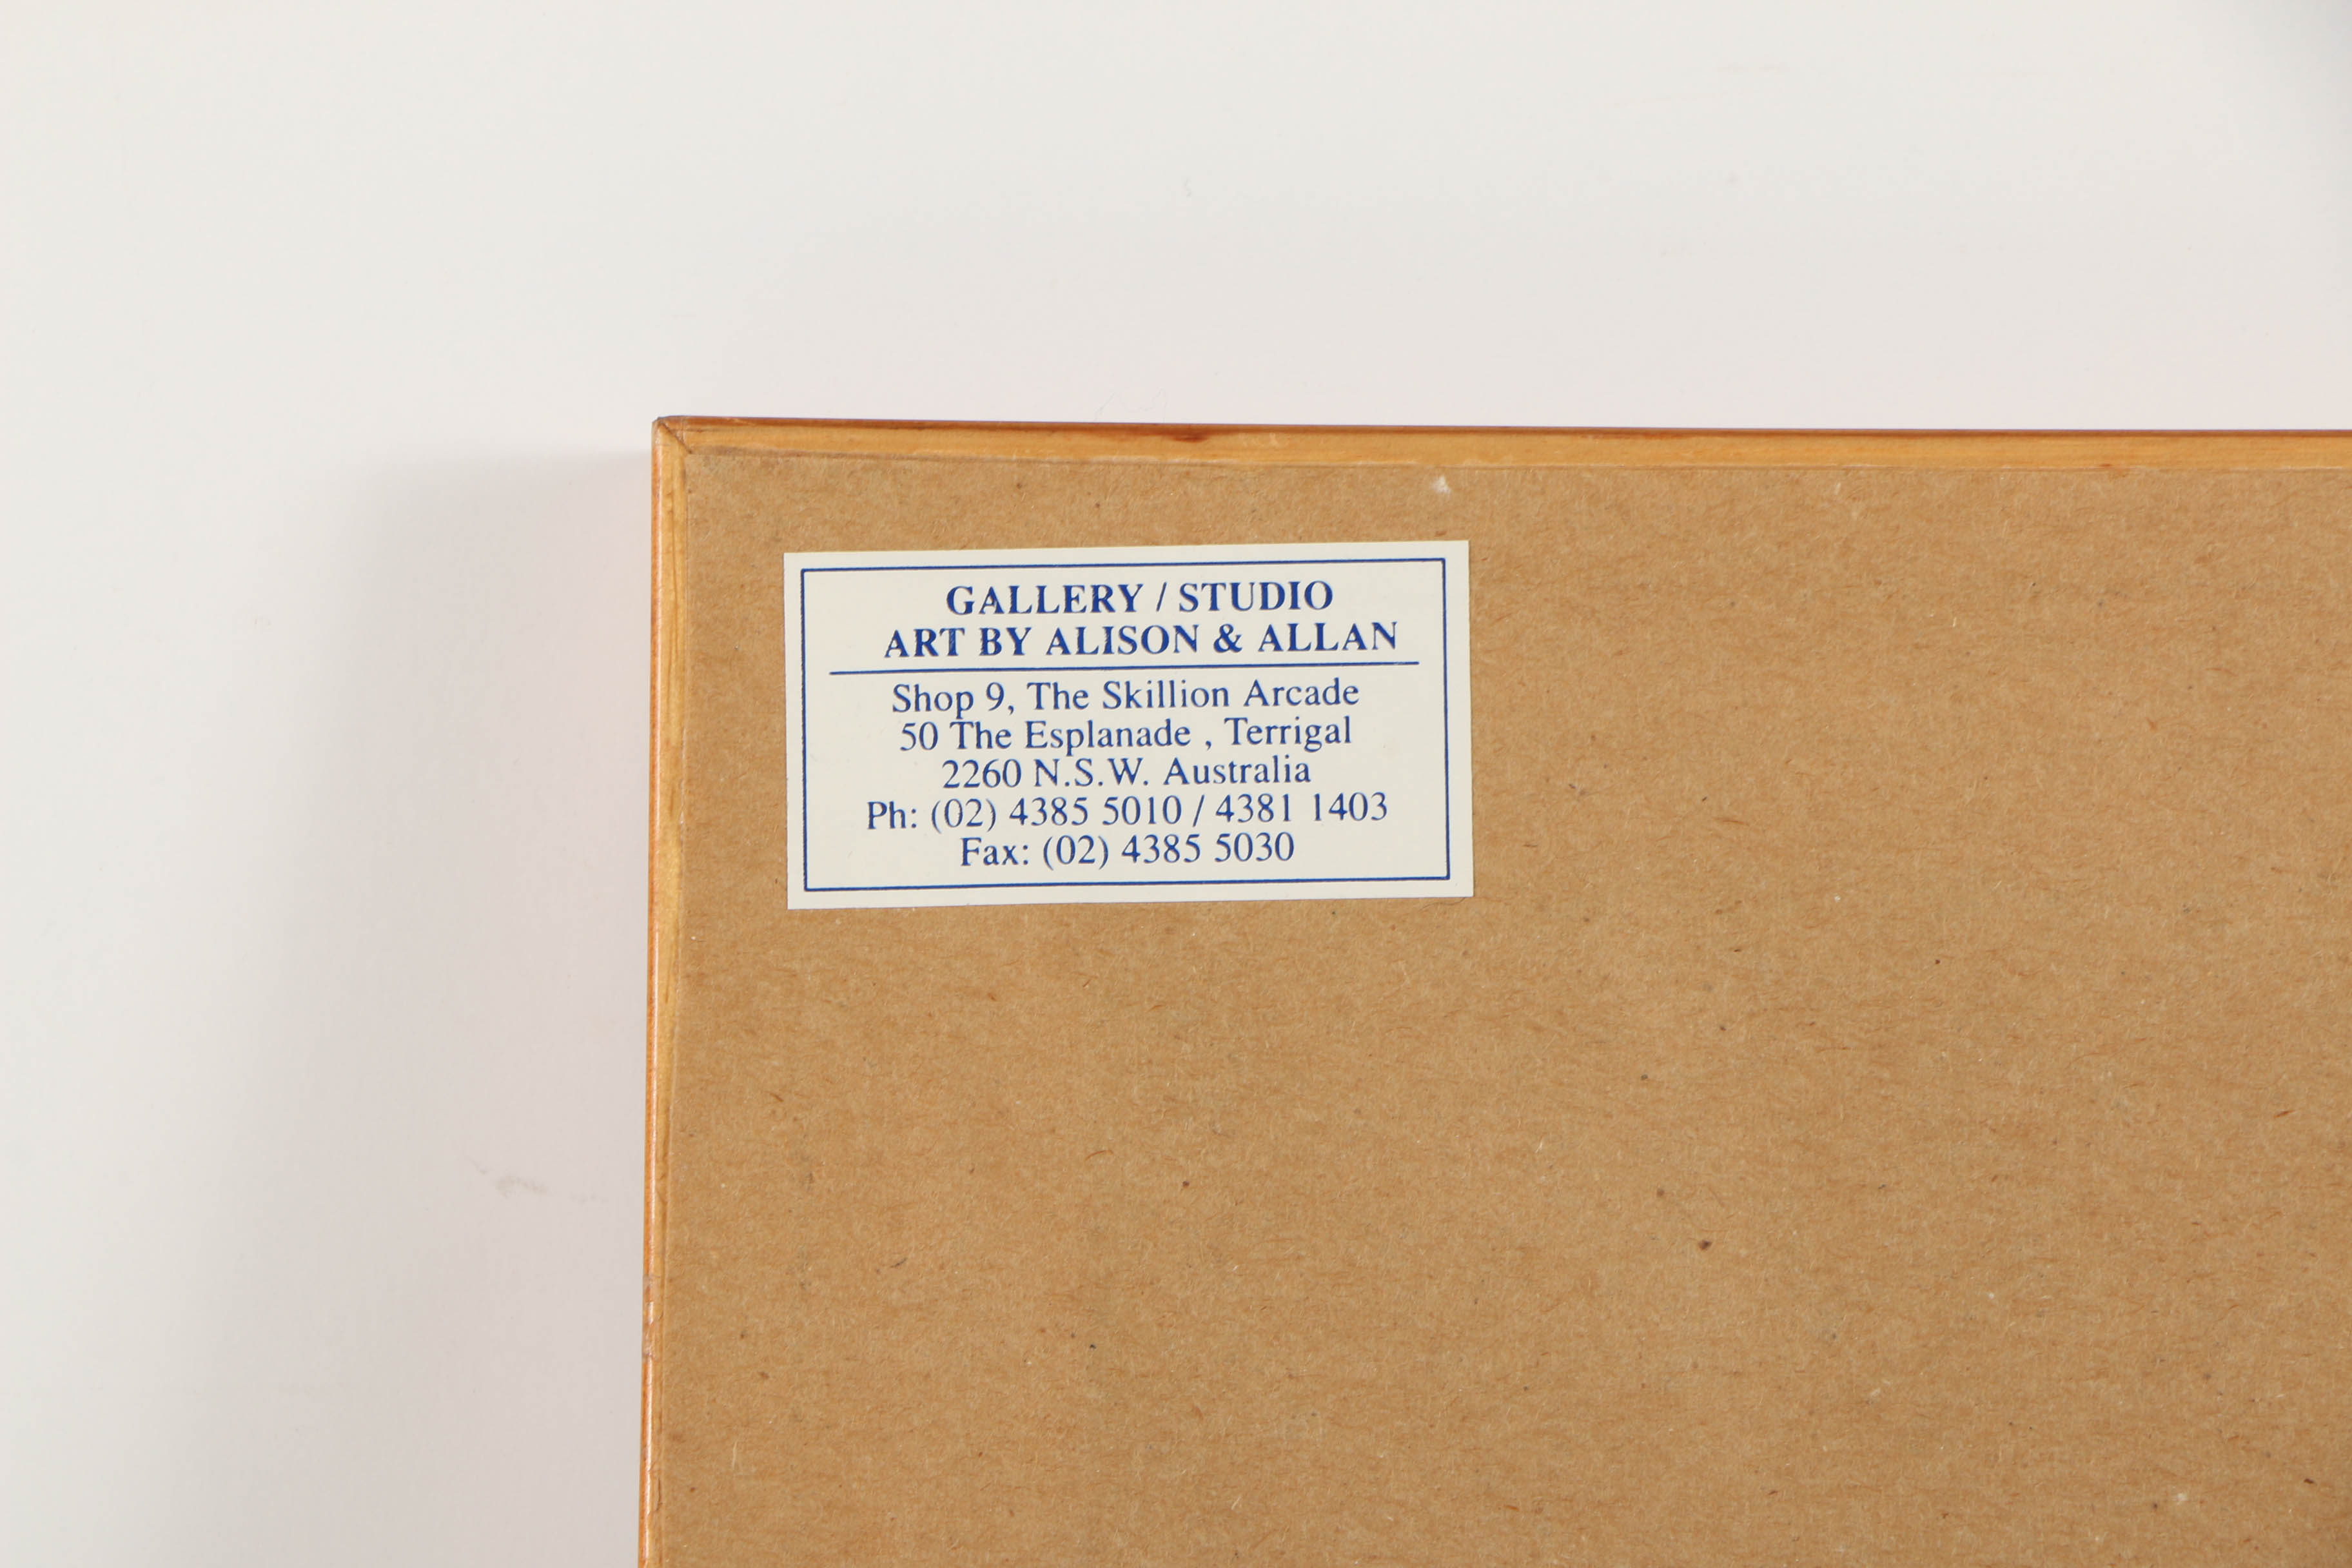 GALLERY / STUDIO
ART BY ALISON & ALLAN
Shop 9, The Skillion Arcade
50 The Esplanade , Terrigal
2260 N.S.W. Australia
Ph: (02) 4385 5010 / 4381 1403
Fax: (02) 4385 5030